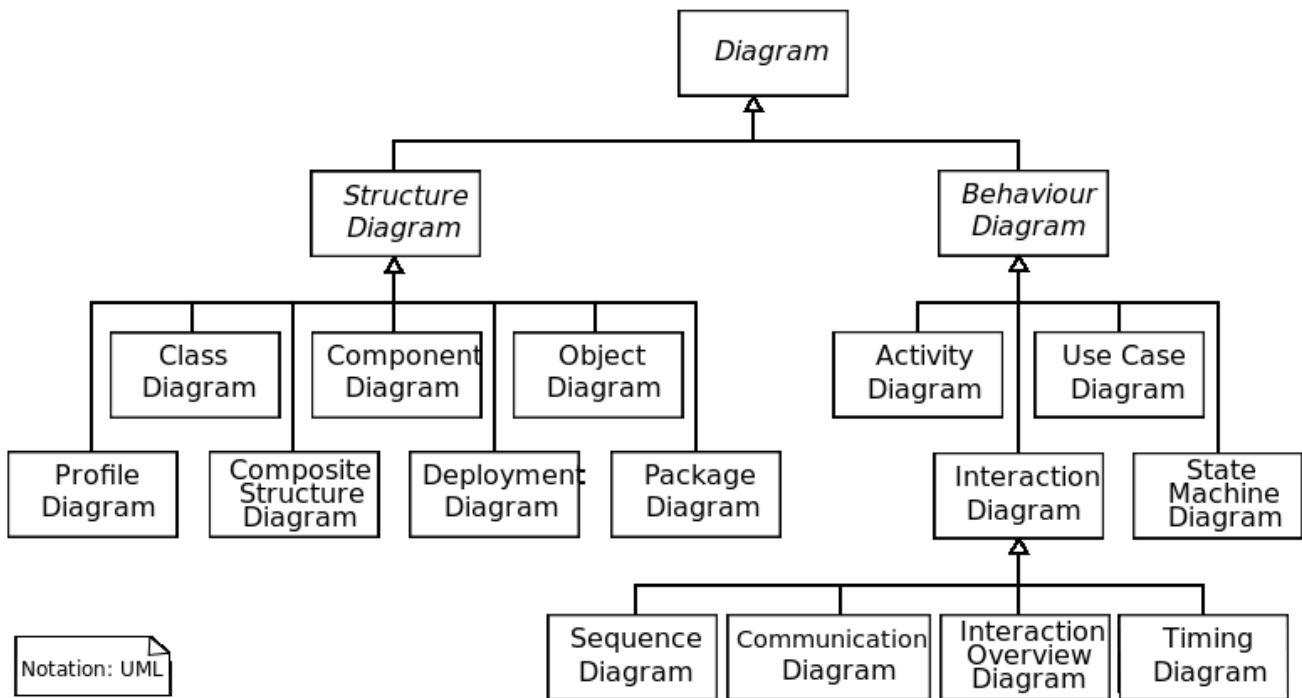 Diagram
Structure
Diagram
Behaviour
Diagram
Class
Diagram
Component
Diagram
Object
Diagram
Activity
Diagram
Use Case
Diagram
Profile
Diagram
Composite
Structure
Diagram
Deployment
Diagram
Package
Diagram
Interaction
Diagram
State
Machine
Diagram
Sequence
Diagram
Communication
Diagram
Interaction
Overview
Diagram
Timing
Diagram
Notation: UML